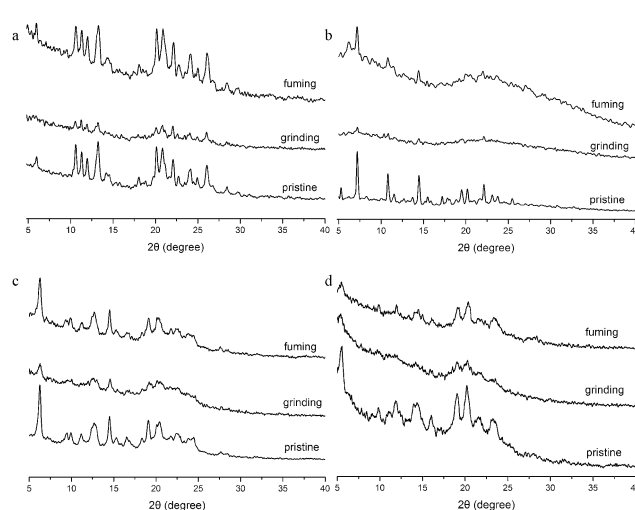 a
fuming
grinding
pristine
5 10 15 20 25 30 35 40
2θ (degree)
b
fuming
grinding
pristine
5 10 15 20 25 30 35 40
2θ (degree)
c
fuming
grinding
pristine
5 10 15 20 25 30 35 40
2θ (degree)
d
fuming
grinding
pristine
5 10 15 20 25 30 35 40
2θ (degree)